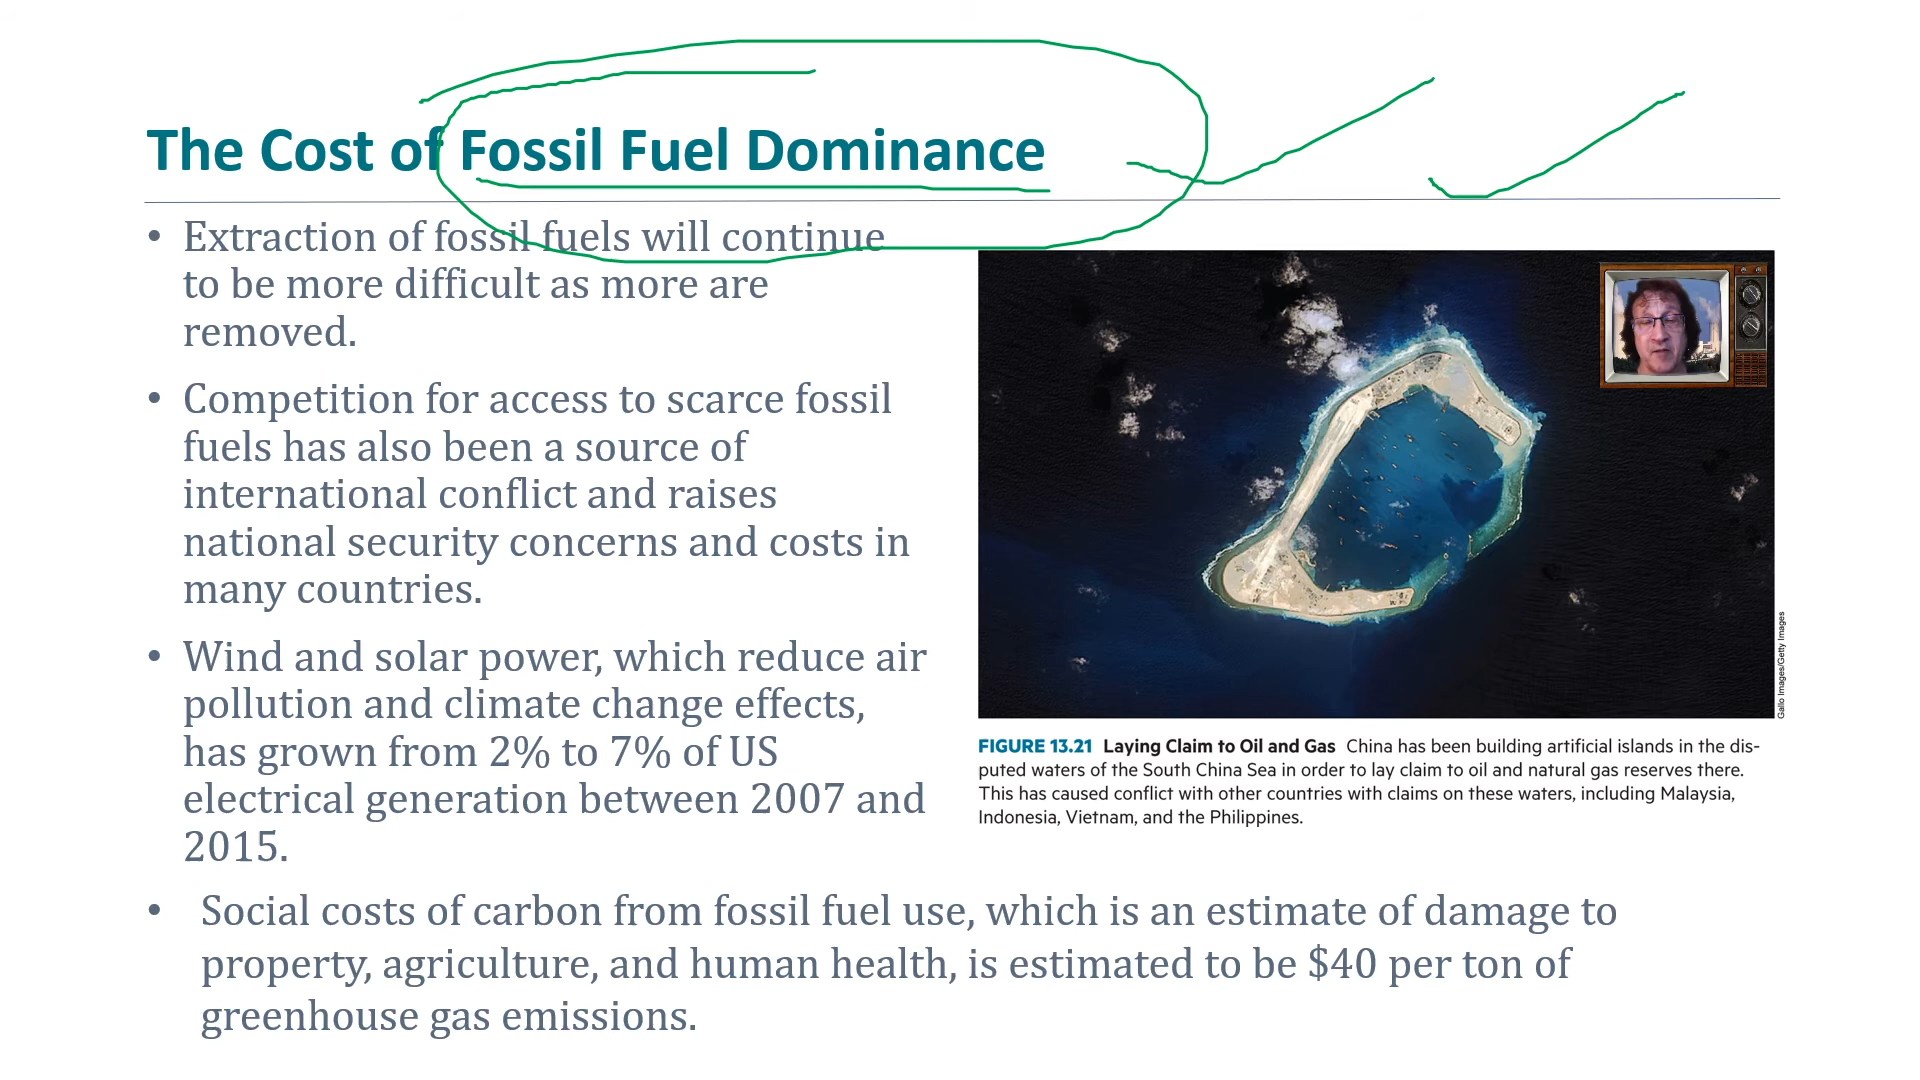 The Cost of Fossil Fuel Dominance
• Extraction of fossil fuels will continue
to be more difficult as more are
removed.
• Competition for access to scarce fossil
fuels has also been a source of
international conflict and raises
national security concerns and costs in
many countries.
• Wind and solar power, which reduce air
pollution and climate change effects,
has grown from 2% to 7% of US
electrical generation between 2007 and
2015.
• Social costs of carbon from fossil fuel use, which is an estimate of damage to
property, agriculture, and human health, is estimated to be $40 per ton of
greenhouse gas emissions.
Gallo Images/Getty Images
FIGURE 13.21 Laying Claim to Oil and Gas China has been building artificial islands in the dis-
puted waters of the South China Sea in order to lay claim to oil and natural gas reserves there.
This has caused conflict with other countries with claims on these waters, including Malaysia,
Indonesia, Vietnam, and the Philippines.